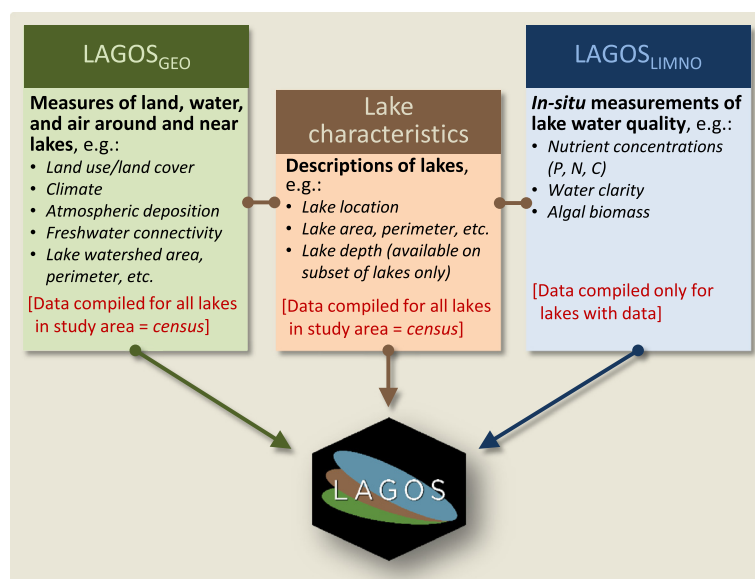 LAGOSGEO
Measures of land, water,
and air around and near
lakes, e.g.:
• Land use/land cover
• Climate
• Atmospheric deposition
• Freshwater connectivity
• Lake watershed area,
perimeter, etc.
[Data compiled for all lakes
in study area = census]
Lake
characteristics
Descriptions of lakes,
e.g.:
• Lake location
• Lake area, perimeter, etc.
• Lake depth (available on
subset of lakes only)
[Data compiled for all lakes
in study area = census]
LAGOSLIMNO
In-situ measurements of
lake water quality, e.g.:
• Nutrient concentrations
(P, N, C)
• Water clarity
• Algal biomass
[Data compiled only for
lakes with data]
LAGOS